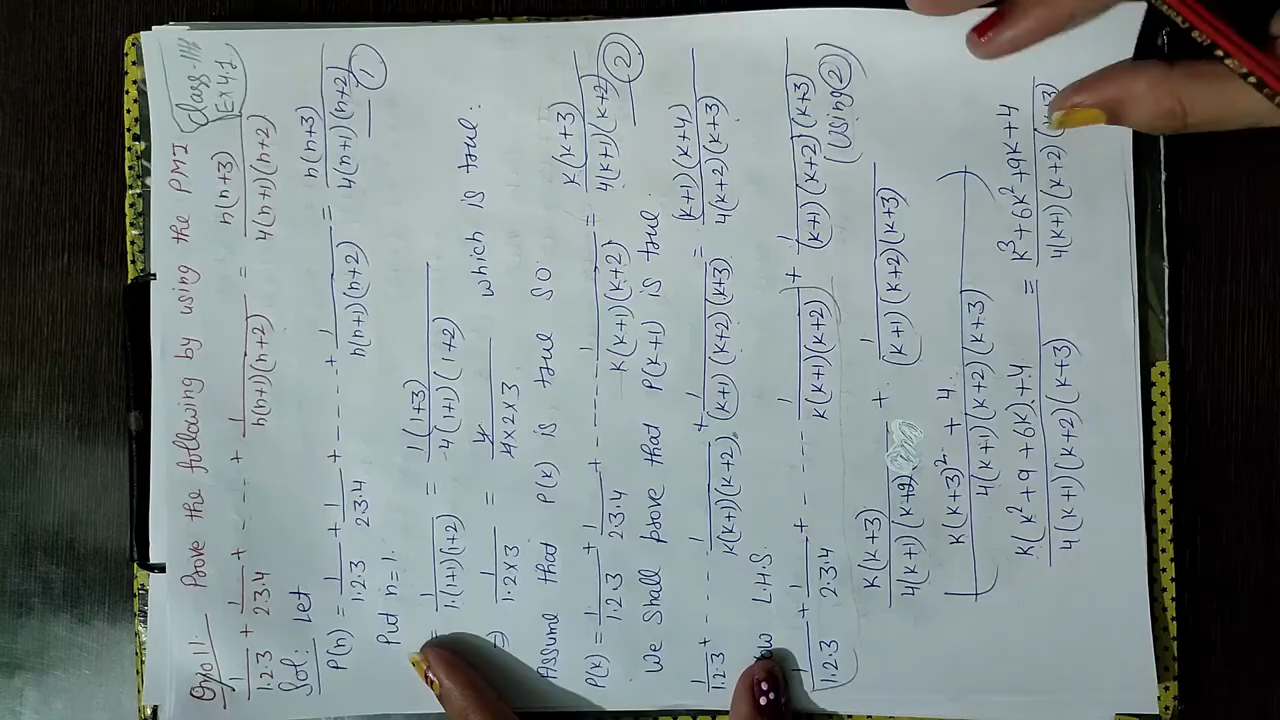 Qno11. Prove the following by using the PMI
Class-11th
Ex 4.1
1/1.2.3 + 1/2.3.4 + - -- + 1/n(n+1)(n+2) = n(n+3)/4(n+1)(n+2)
Sol: Let
P(n) = 1/1.2.3 + 1/2.3.4 + - - - - + 1/n(n+1)(n+2) = n(n+3)/4(n+1)(n+2) — ①
Put n=1.
= 1/1.(1+1)(1+2) = 1(1+3)/4(1+1)(1+2)
⇒ 1/1.2×3 = 4/4×2×3 which is true.
Assume that P(k) is true so
P(k) = 1/1.2.3 + 1/2.3.4 + - - - - - 1/k(k+1)(k+2) = k(k+3)/4(k+1)(k+2) — ②
We shall prove that P(k+1) is true.
1/1.2.3 + - - - - 1/k(k+1)(k+2) + 1/(k+1)(k+2)(k+3) = (k+1)(k+4)/4(k+2)(k+3)
L.H.S.
1/1.2.3 + 1/2.3.4 + - - - - 1/k(k+1)(k+2) + 1/(k+1)(k+2)(k+3)
(Using ②)
k(k+3)/4(k+1)(k+2) + 1/(k+1)(k+2)(k+3)
k(k+3)² + 4/4(k+1)(k+2)(k+3)
k(k²+9+6k)+4/4(k+1)(k+2)(k+3) = k³+6k²+9k+4/4(k+1)(k+2)(k+3)